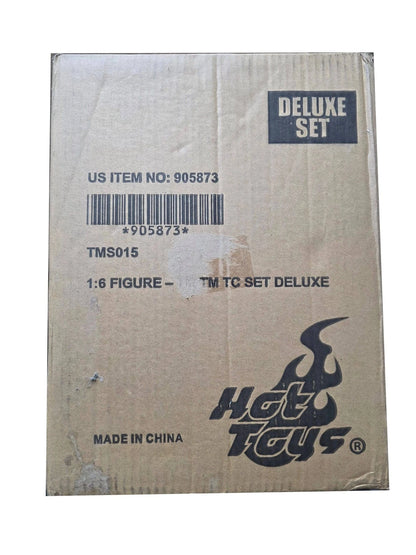 DELUXE
SET
US ITEM NO: 905873
*905873*
TMS015
1:6 FIGURE – TM TC SET DELUXE
Hot
Toys®
MADE IN CHINA